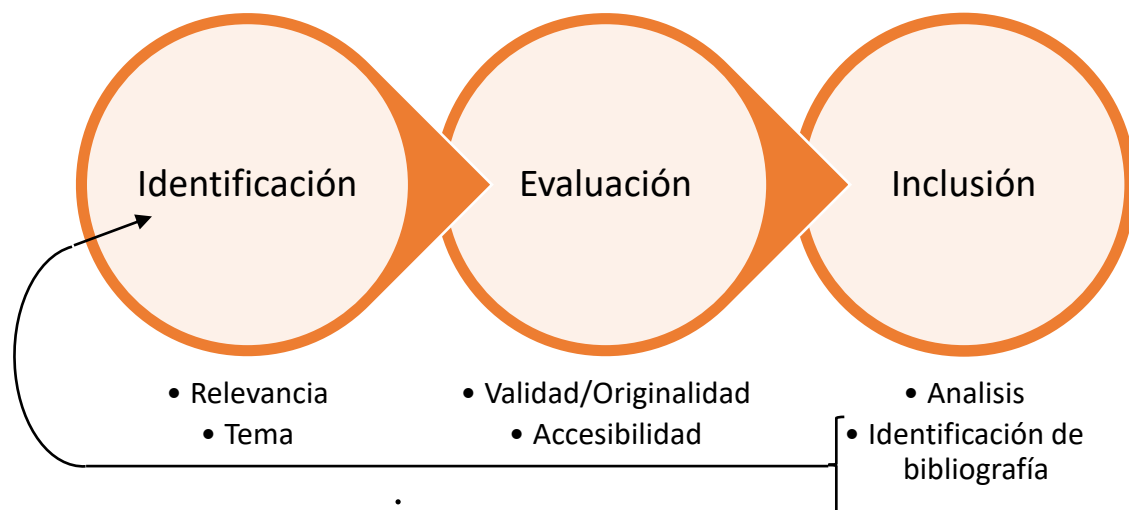 Identificación
Evaluación
Inclusión
• Relevancia
• Tema
• Validad/Originalidad
• Accesibilidad
• Analisis
• Identificación de
bibliografía
.